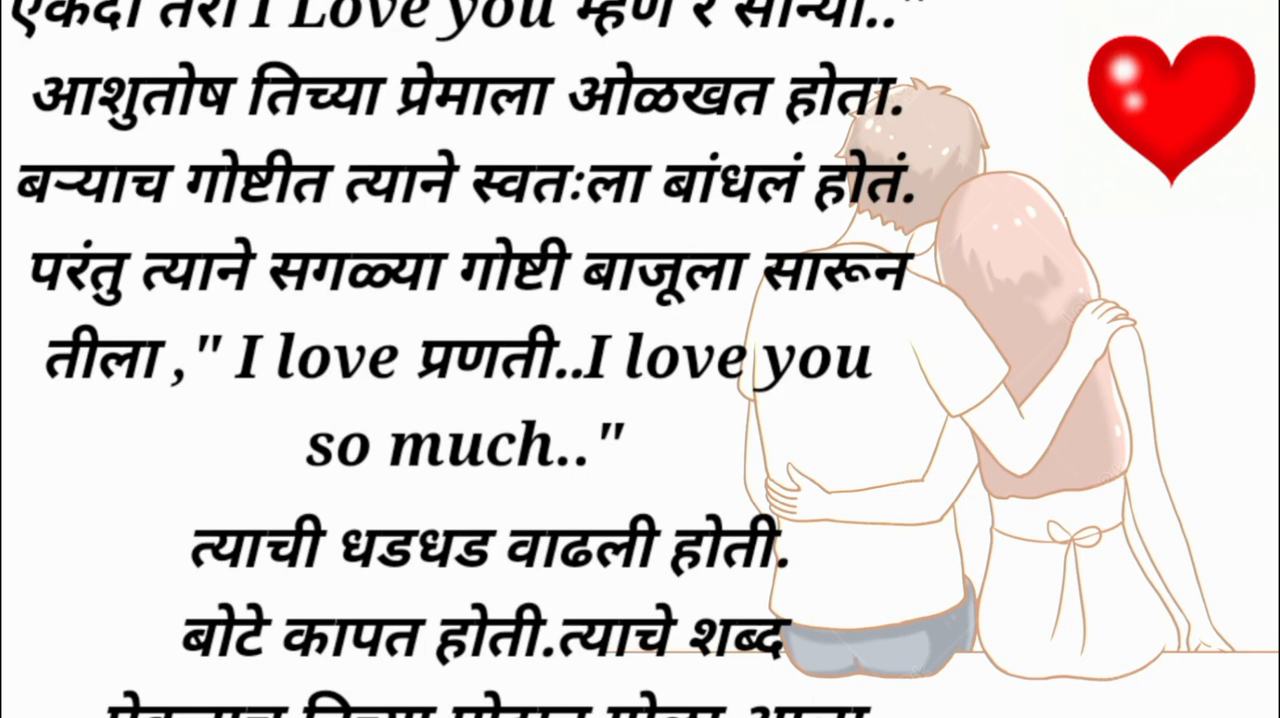 एकदा तरी I Love you म्हण रे सोन्या.."
आशुतोष तिच्या प्रेमाला ओळखत होता.
बऱ्याच गोष्टीत त्याने स्वतःला बांधलं होतं.
परंतु त्याने सगळ्या गोष्टी बाजूला सारून
तीला ," I love प्रणती..I love you
so much.."
त्याची धडधड वाढली होती.
बोटे कापत होती.त्याचे शब्द